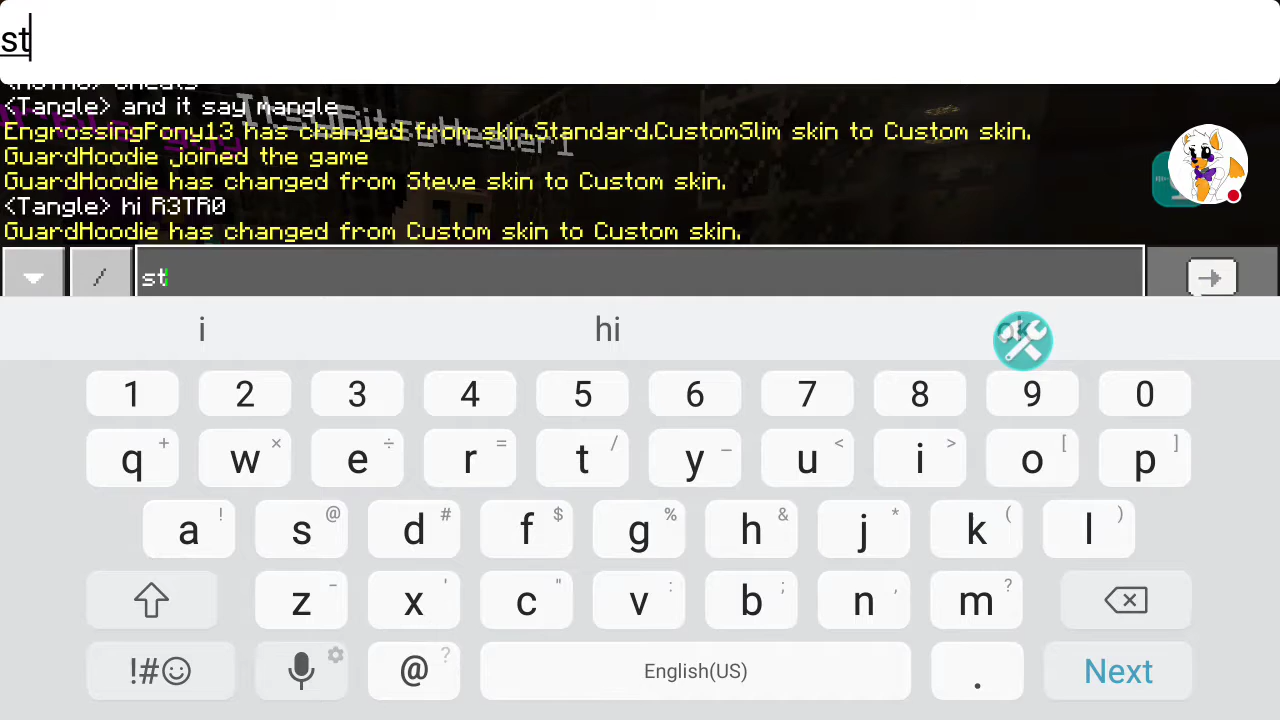 st
<Tangle> and it say mangle
EngrossingPony13 has changed from skin.Standard.CustomSlim skin to Custom skin.
GuardHoodie joined the game
GuardHoodie has changed from Steve skin to Custom skin.
<Tangle> hi R3TR0
GuardHoodie has changed from Custom skin to Custom skin.
/ st
i hi ok
1 2 3 4 5 6 7 8 9 0
q + w × e ÷ r = t / y _ u < i > o [ p ]
a ! s @ d # f $ g % h & j * k ( l )
z - x ' c " v : b ; n , m ?
!#☺ @ ? English(US) . Next